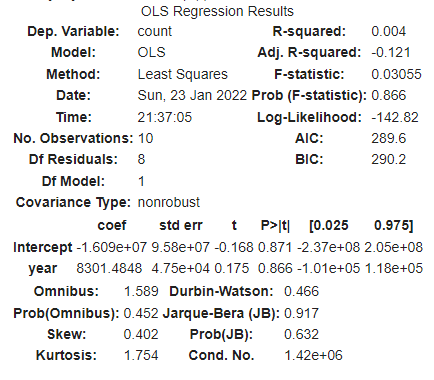 OLS Regression Results
Dep. Variable: count R-squared: 0.004
Model: OLS Adj. R-squared: -0.121
Method: Least Squares F-statistic: 0.03055
Date: Sun, 23 Jan 2022 Prob (F-statistic): 0.866
Time: 21:37:05 Log-Likelihood: -142.82
No. Observations: 10 AIC: 289.6
Df Residuals: 8 BIC: 290.2
Df Model: 1
Covariance Type: nonrobust
coef std err t P>|t| [0.025 0.975]
Intercept -1.609e+07 9.58e+07 -0.168 0.871 -2.37e+08 2.05e+08
year 8301.4848 4.75e+04 0.175 0.866 -1.01e+05 1.18e+05
Omnibus: 1.589 Durbin-Watson: 0.466
Prob(Omnibus): 0.452 Jarque-Bera (JB): 0.917
Skew: 0.402 Prob(JB): 0.632
Kurtosis: 1.754 Cond. No. 1.42e+06